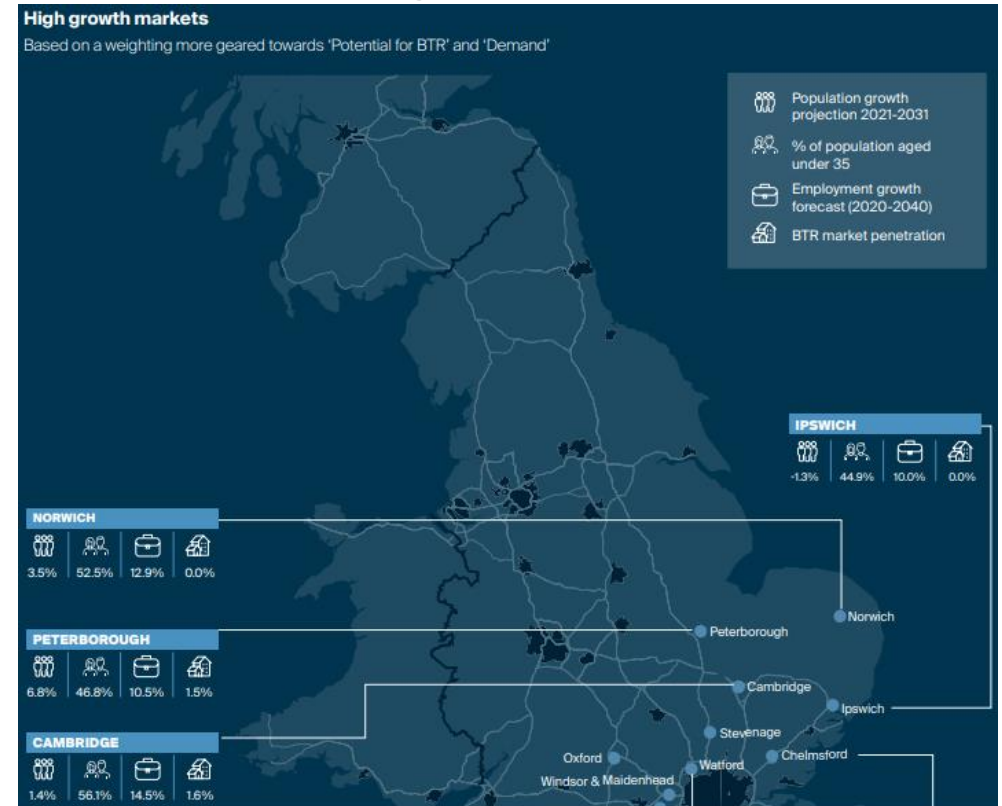 High growth markets
Based on a weighting more geared towards 'Potential for BTR' and 'Demand'
Population growth
projection 2021-2031
% of population aged
under 35
Employment growth
forecast (2020-2040)
BTR market penetration
IPSWICH
-1.3% 44.9% 10.0% 0.0%
NORWICH
3.5% 52.5% 12.9% 0.0%
Norwich
PETERBOROUGH
6.8% 46.8% 10.5% 1.5%
Peterborough
Cambridge
Ipswich
CAMBRIDGE
1.4% 56.1% 14.5% 1.6%
Stevenage
Oxford
Watford
Chelmsford
Windsor & Maidenhead